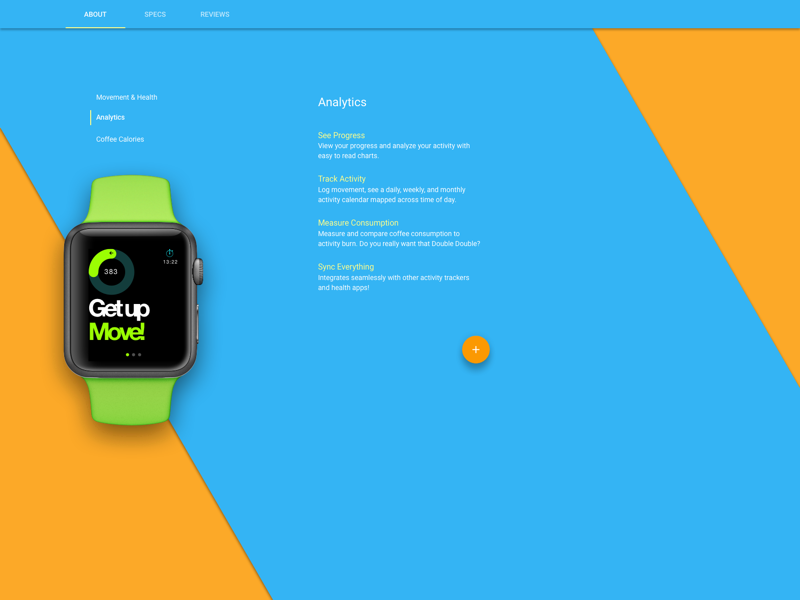 ABOUT
SPECS
REVIEWS
Movement & Health
Analytics
Coffee Calories
383
13:22
Get up
Move!
Analytics
See Progress
View your progress and analyze your activity with
easy to read charts.
Track Activity
Log movement, see a daily, weekly, and monthly
activity calendar mapped across time of day.
Measure Consumption
Measure and compare coffee consumption to
activity burn. Do you really want that Double Double?
Sync Everything
Integrates seamlessly with other activity trackers
and health apps!
+